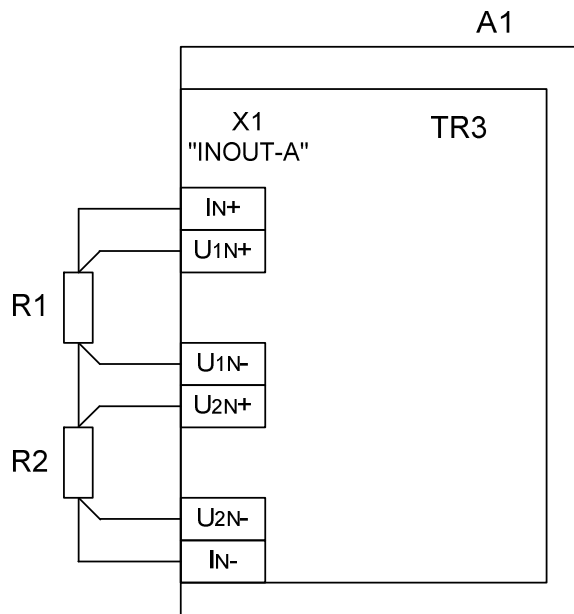 A1
X1
"INOUT-A"
TR3
IN+
U1N+
R1
U1N-
U2N+
R2
U2N-
IN-